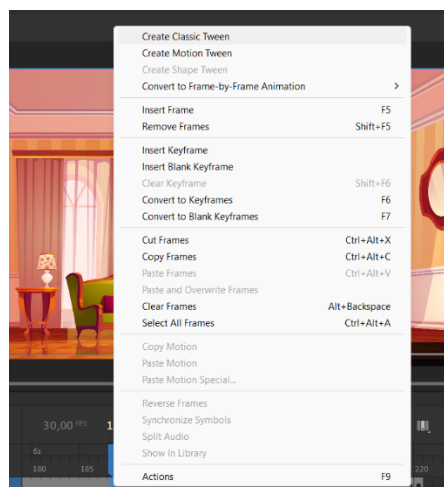 Create Classic Tween
Create Motion Tween
Create Shape Tween
Convert to Frame-by-Frame Animation
Insert Frame F5
Remove Frames Shift+F5
Insert Keyframe
Insert Blank Keyframe
Clear Keyframe Shift+F6
Convert to Keyframes F6
Convert to Blank Keyframes F7
Cut Frames Ctrl+Alt+X
Copy Frames Ctrl+Alt+C
Paste Frames Ctrl+Alt+V
Paste and Overwrite Frames
Clear Frames Alt+Backspace
Select All Frames Ctrl+Alt+A
Copy Motion
Paste Motion
Paste Motion Special...
Reverse Frames
Synchronize Symbols
Split Audio
Show In Library
Actions F9
30,00 FPS 1
6s
180 185 220